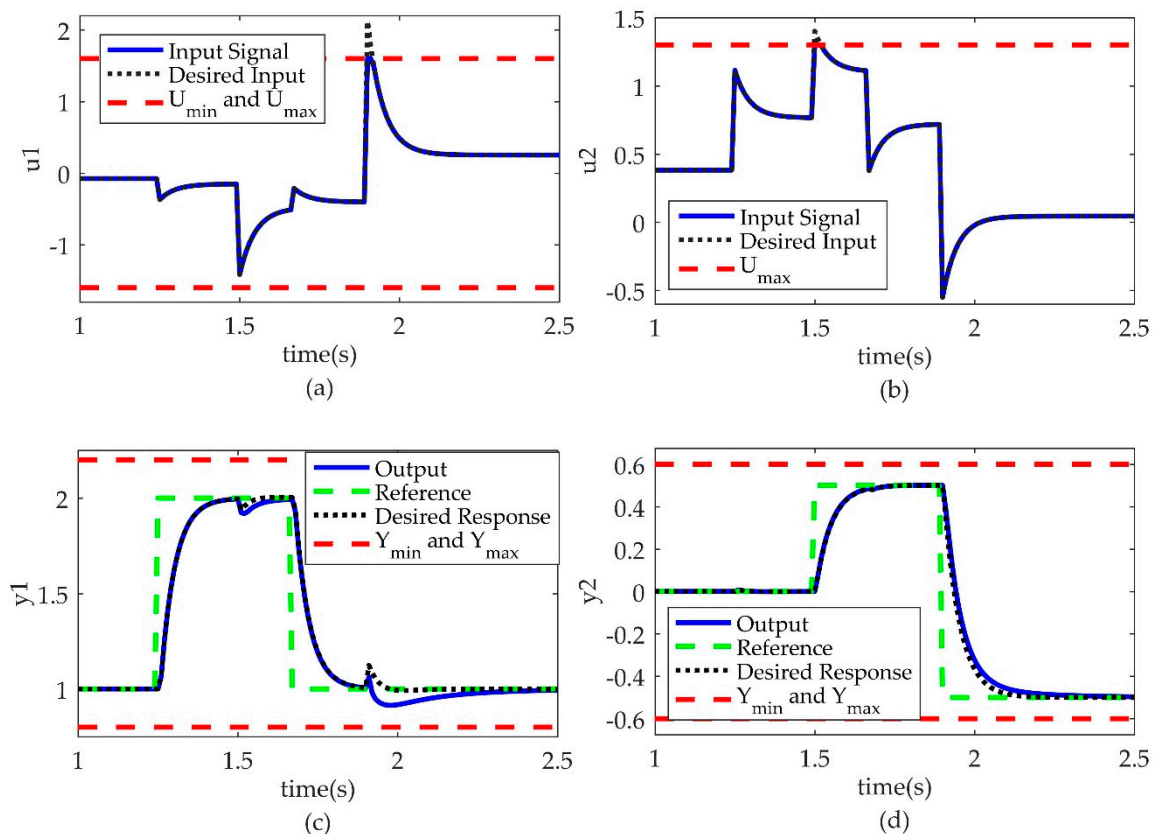 2
1
0
-1
u1
Input Signal
Desired Input
U_min and U_max
1
1.5
2
2.5
time(s)
(a)
1.5
1
0.5
0
-0.5
u2
Input Signal
Desired Input
U_max
1
1.5
2
2.5
time(s)
(b)
2
1.5
1
y1
Output
Reference
Desired Response
Y_min and Y_max
1
1.5
2
2.5
time(s)
(c)
0.6
0.4
0.2
0
-0.2
-0.4
-0.6
y2
Output
Reference
Desired Response
Y_min and Y_max
1
1.5
2
2.5
time(s)
(d)